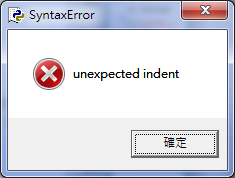 SyntaxError
unexpected indent
確定